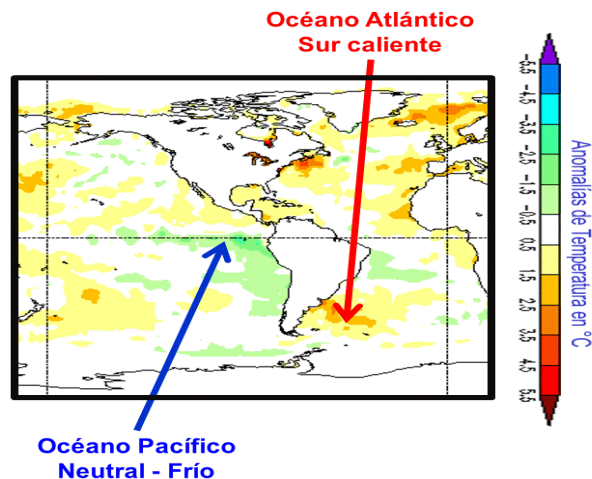 Océano Atlántico
Sur caliente
-5.5
-4.5
-3.5
-2.5
-1.5
-0.5
0.5
1.5
2.5
3.5
4.5
5.5
Anomalías de Temperatura en °C
Océano Pacífico
Neutral - Frío